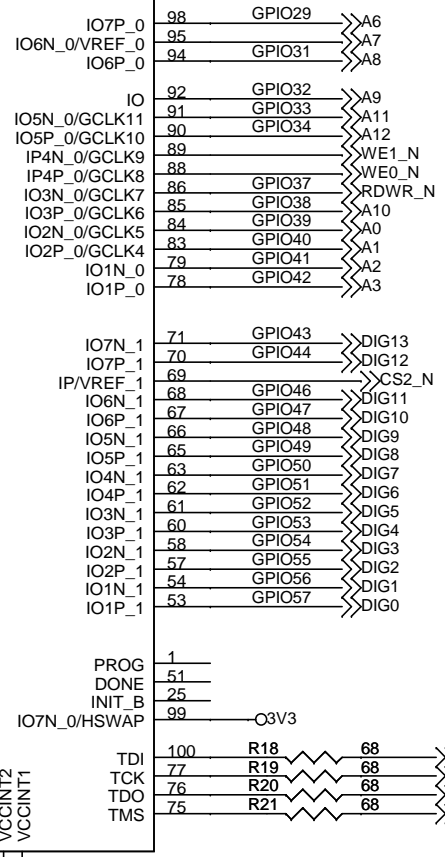 IO7P_0 98 GPIO29 A6
IO6N_0/VREF_0 95 A7
IO6P_0 94 GPIO31 A8
IO 92 GPIO32 A9
IO5N_0/GCLK11 91 GPIO33 A11
IO5P_0/GCLK10 90 GPIO34 A12
IP4N_0/GCLK9 89 WE1_N
IP4P_0/GCLK8 88 WE0_N
IO3N_0/GCLK7 86 GPIO37 RDWR_N
IO3P_0/GCLK6 85 GPIO38 A10
IO2N_0/GCLK5 84 GPIO39 A0
IO2P_0/GCLK4 83 GPIO40 A1
IO1N_0 79 GPIO41 A2
IO1P_0 78 GPIO42 A3
IO7N_1 71 GPIO43 DIG13
IO7P_1 70 GPIO44 DIG12
IP/VREF_1 69 CS2_N
IO6N_1 68 GPIO46 DIG11
IO6P_1 67 GPIO47 DIG10
IO5N_1 66 GPIO48 DIG9
IO5P_1 65 GPIO49 DIG8
IO4N_1 63 GPIO50 DIG7
IO4P_1 62 GPIO51 DIG6
IO3N_1 61 GPIO52 DIG5
IO3P_1 60 GPIO53 DIG4
IO2N_1 58 GPIO54 DIG3
IO2P_1 57 GPIO55 DIG2
IO1N_1 54 GPIO56 DIG1
IO1P_1 53 GPIO57 DIG0
PROG 1
DONE 51
INIT_B 25
IO7N_0/HSWAP 99 3V3
TDI 100 R18 68
TCK 77 R19 68
TDO 76 R20 68
TMS 75 R21 68
VCCINT2
VCCINT1